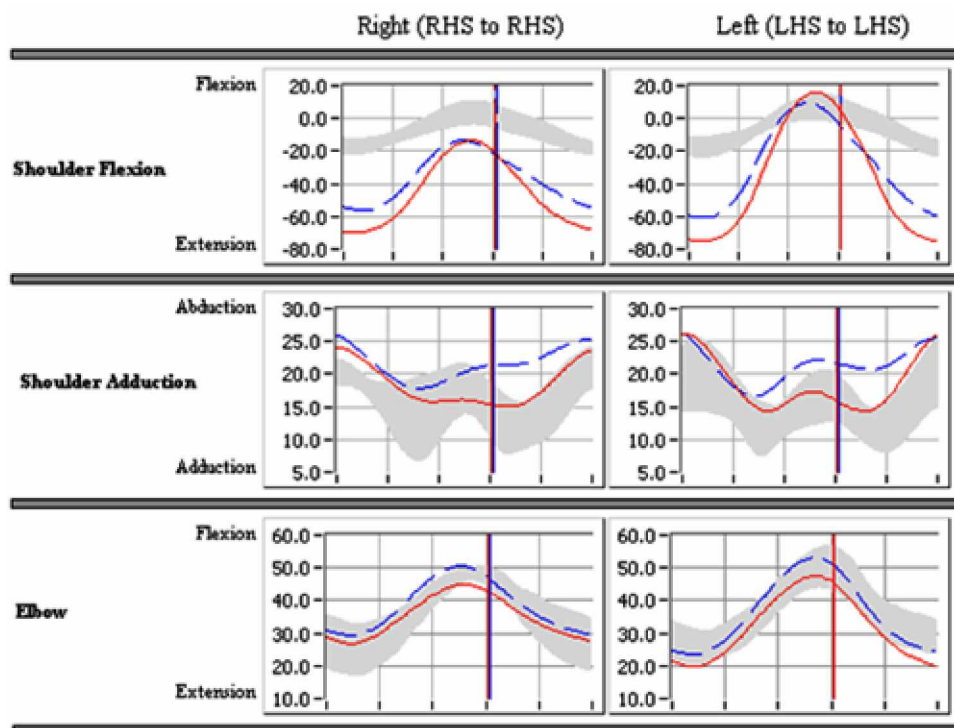 Right (RHS to RHS) Left (LHS to LHS)
Flexion
Shoulder Flexion
Extension
20.0 20.0
0.0 0.0
-20.0 -20.0
-40.0 -40.0
-60.0 -60.0
-80.0 -80.0
Abduction
Shoulder Adduction
Adduction
30.0 30.0
25.0 25.0
20.0 20.0
15.0 15.0
10.0 10.0
5.0 5.0
Flexion
Elbow
Extension
60.0 60.0
50.0 50.0
40.0 40.0
30.0 30.0
20.0 20.0
10.0 10.0